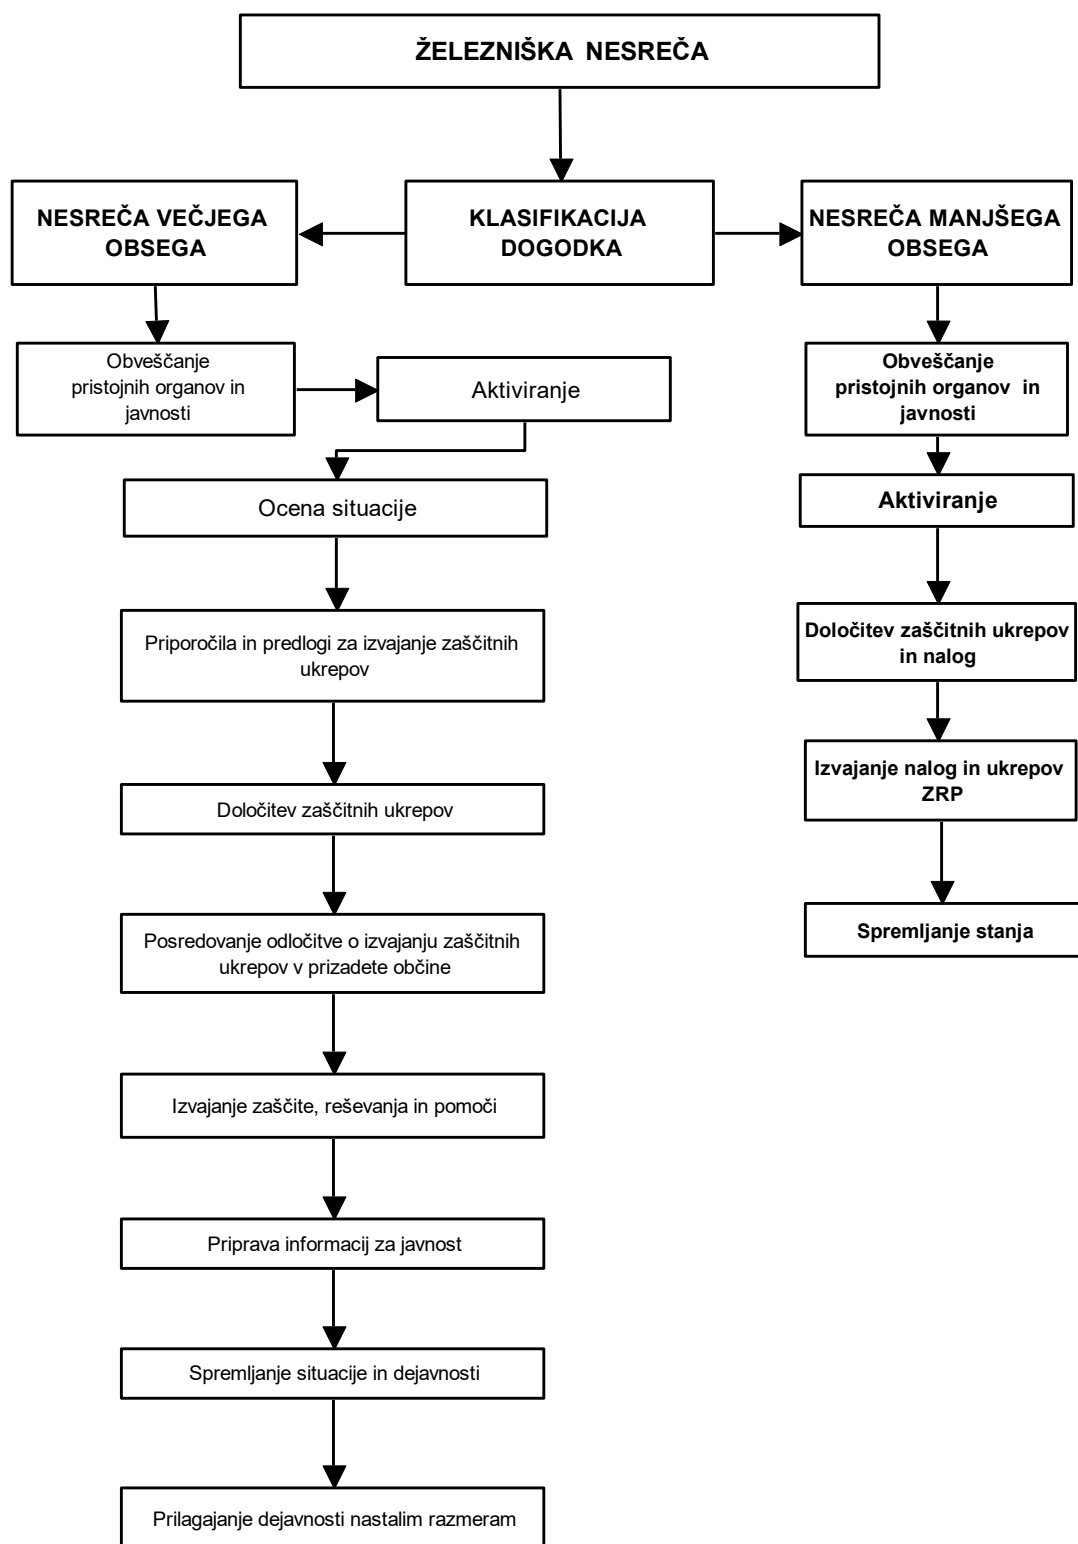 ŽELEZNIŠKA NESREČA
NESREČA VEČJEGA
OBSEGA
KLASIFIKACIJA
DOGODKA
NESREČA MANJŠEGA
OBSEGA
Obveščanje
pristojnih organov in
javnosti
Aktiviranje
Obveščanje
pristojnih organov in
javnosti
Ocena situacije
Aktiviranje
Priporočila in predlogi za izvajanje zaščitnih
ukrepov
Določitev zaščitnih ukrepov
in nalog
Določitev zaščitnih ukrepov
Izvajanje nalog in ukrepov
ZRP
Posredovanje odločitve o izvajanju zaščitnih
ukrepov v prizadete občine
Spremljanje stanja
Izvajanje zaščite, reševanja in pomoči
Priprava informacij za javnost
Spremljanje situacije in dejavnosti
Prilagajanje dejavnosti nastalim razmeram